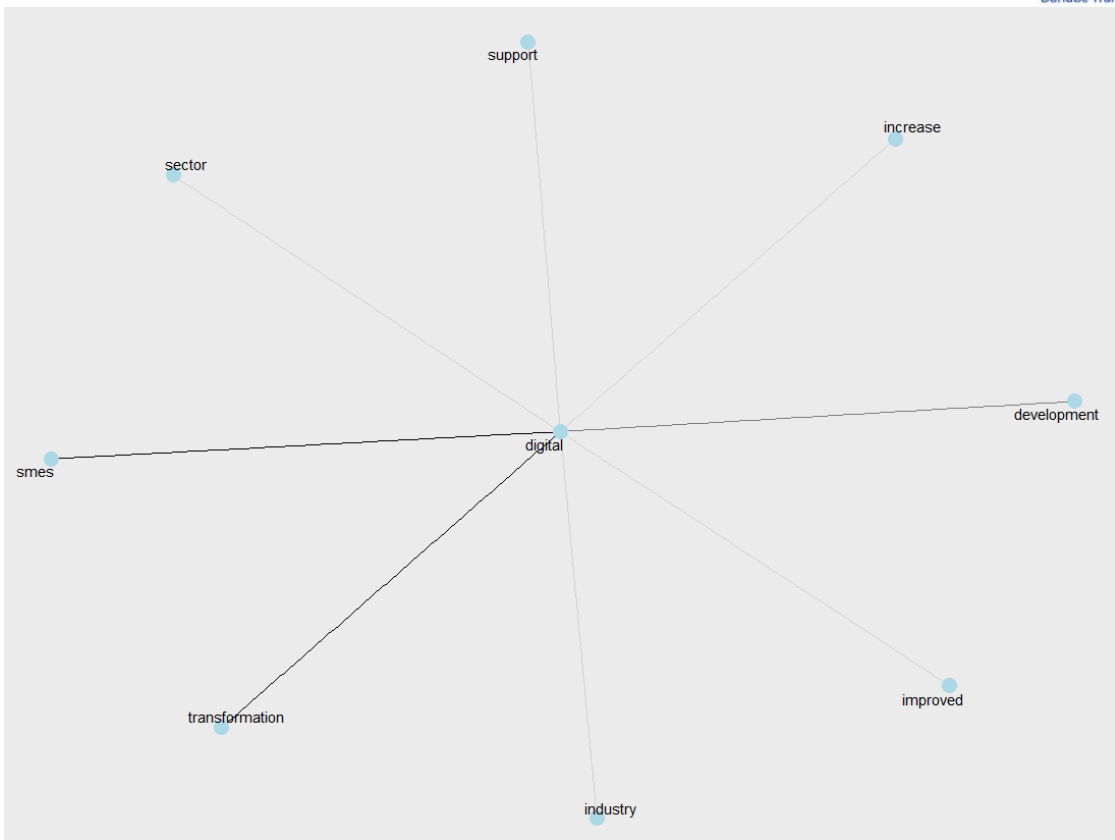 support
increase
sector
development
digital
smes
improved
transformation
industry